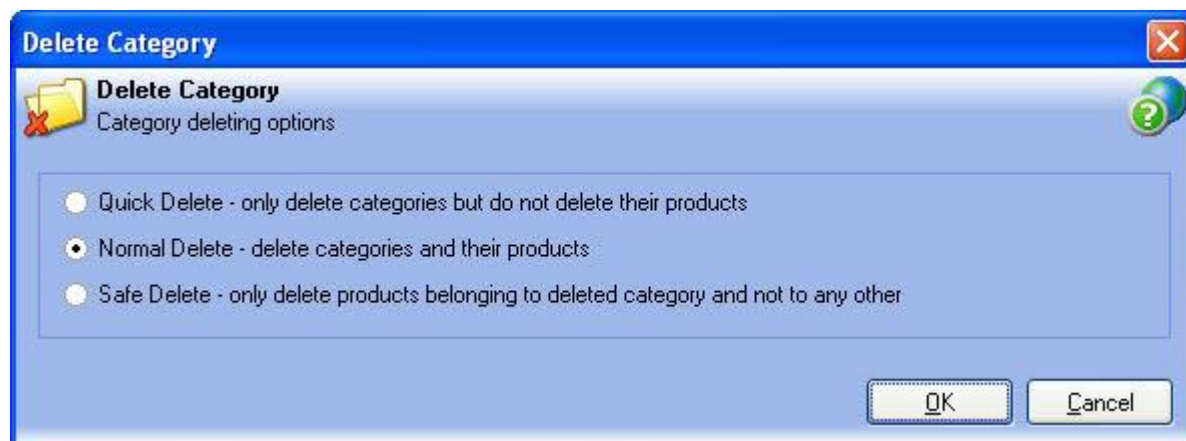 Delete Category
Delete Category
Category deleting options
Quick Delete - only delete categories but do not delete their products
Normal Delete - delete categories and their products
Safe Delete - only delete products belonging to deleted category and not to any other
OK Cancel